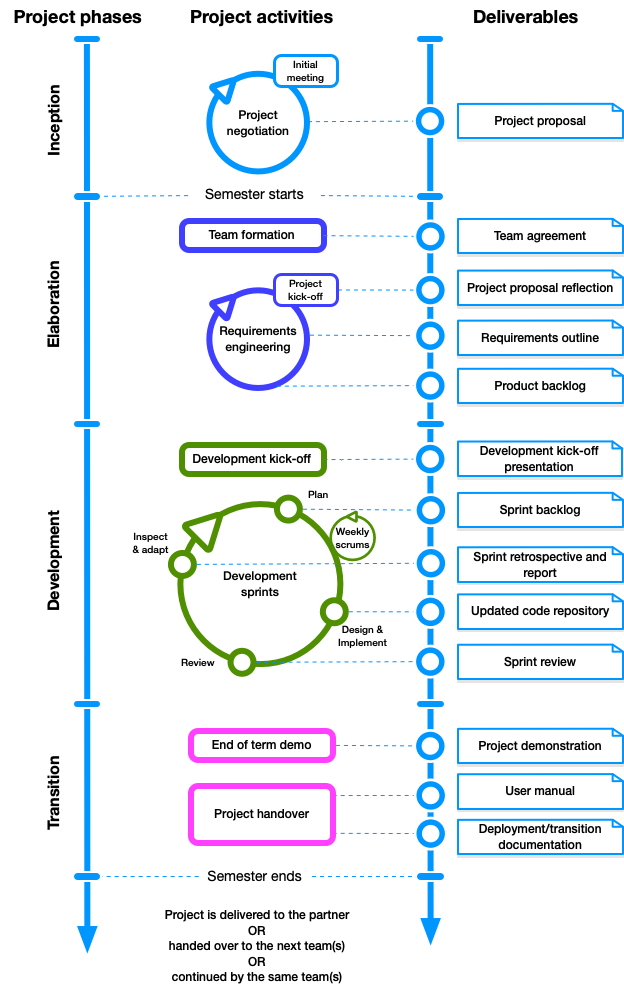 Project phases
Project activities
Deliverables
Inception
Initial
meeting
Project
negotiation
Project proposal
Semester starts
Elaboration
Team formation
Team agreement
Project
kick-off
Project proposal reflection
Requirements
engineering
Requirements outline
Product backlog
Development
Development kick-off
Development kick-off
presentation
Plan
Sprint backlog
Weekly
scrums
Inspect
& adapt
Sprint retrospective and
report
Development
sprints
Updated code repository
Design &
Implement
Review
Sprint review
Transition
End of term demo
Project demonstration
Project handover
User manual
Deployment/transition
documentation
Semester ends
Project is delivered to the partner
OR
handed over to the next team(s)
OR
continued by the same team(s)